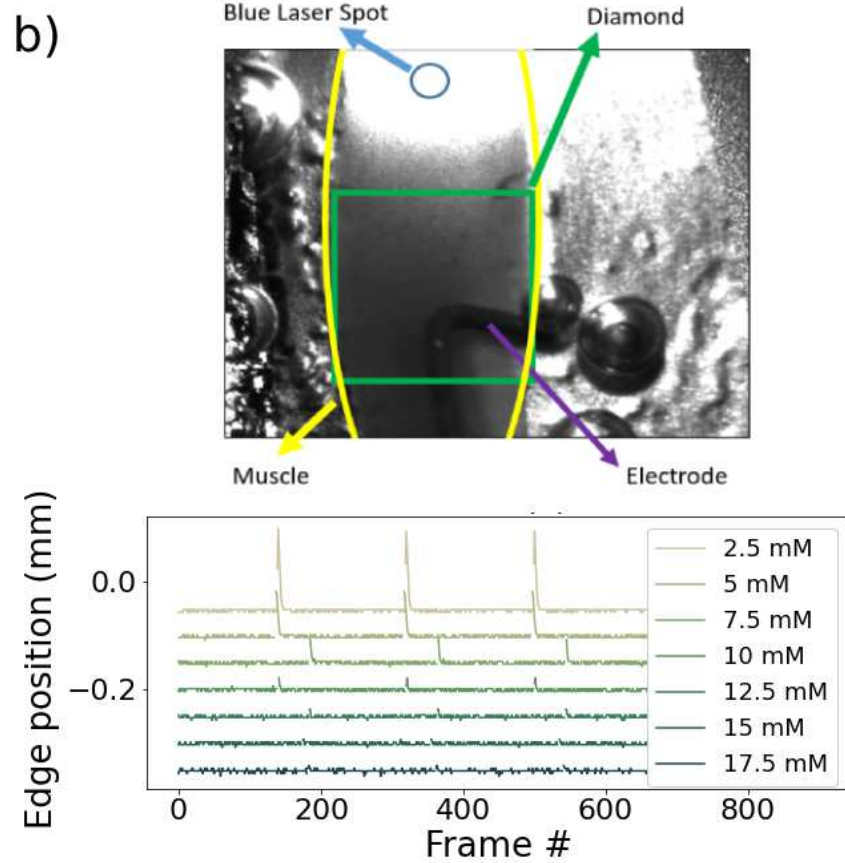 b)
Blue Laser Spot
Diamond
Muscle
Electrode
Edge position (mm)
0.0
−0.2
2.5 mM
5 mM
7.5 mM
10 mM
12.5 mM
15 mM
17.5 mM
0
200
400
600
800
Frame #